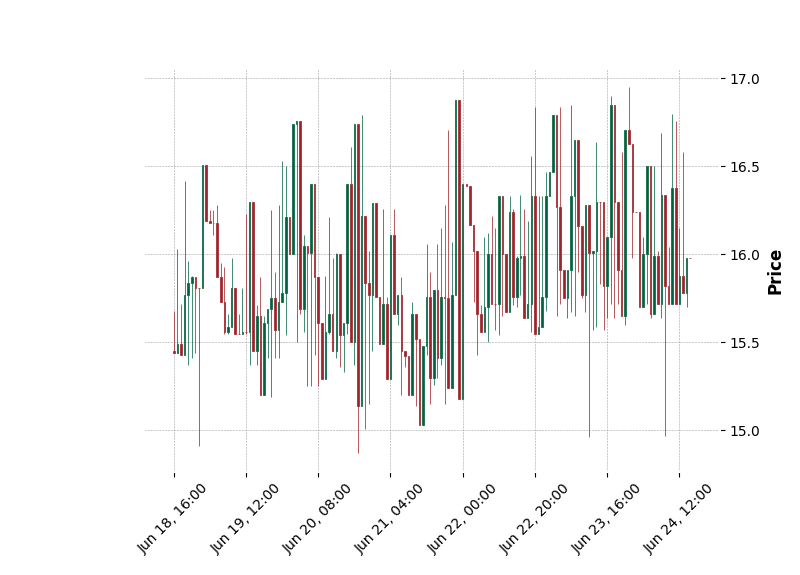 17.0
16.5
16.0
15.5
15.0
Price
Jun 18, 16:00
Jun 19, 12:00
Jun 20, 08:00
Jun 21, 04:00
Jun 22, 00:00
Jun 22, 20:00
Jun 23, 16:00
Jun 24, 12:00